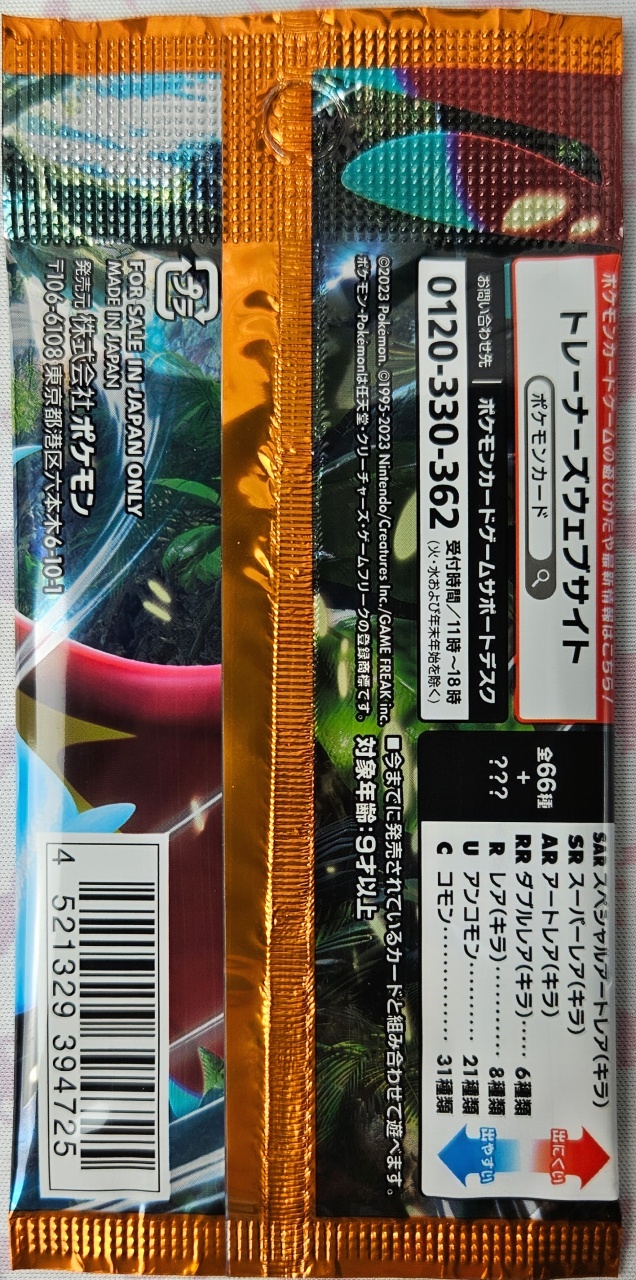 ポケモンカードゲームの遊びかたや最新情報はこちら!
トレーナーズウェブサイト
ポケモンカード
お問い合わせ先
ポケモンカードゲームサポートデスク
0120-330-362
受付時間/11時~18時
(火・水および年末年始を除く)
©2023 Pokémon. ©1995-2023 Nintendo/Creatures Inc./GAME FREAK inc.
ポケモン・Pokémonは任天堂・クリーチャーズ・ゲームフリークの登録商標です。
全66種
+
???
SAR スペシャルアートレア(キラ)
SR スーパーレア(キラ)
AR アートレア(キラ)
RR ダブルレア(キラ)‥‥ 6種類
R レア(キラ)‥‥‥‥ 8種類
U アンコモン‥‥‥‥ 21種類
C コモン‥‥‥‥‥‥ 31種類
出にくい
出やすい
■今までに発売されているカードと組み合わせて遊べます。
対象年齢:9才以上
プラ
FOR SALE IN JAPAN ONLY
MADE IN JAPAN
発売元 株式会社ポケモン
〒106-6108 東京都港区六本木6-10-1
4 521329 394725